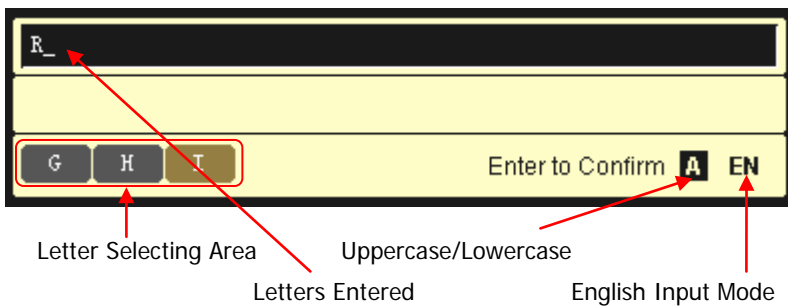 R_
G H I Enter to Confirm A EN
Letter Selecting Area Uppercase/Lowercase
Letters Entered English Input Mode